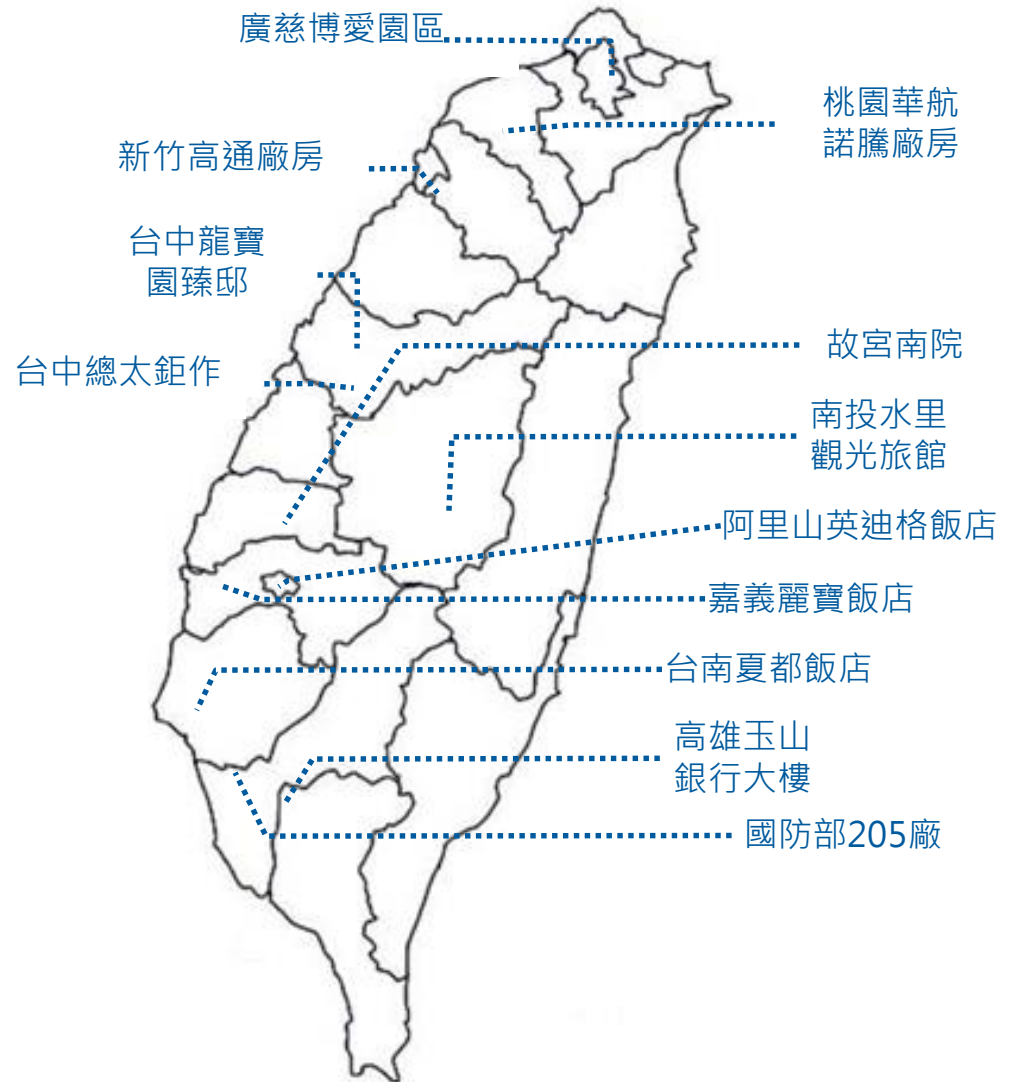 廣慈博愛園區
桃園華航
諾騰廠房
新竹高通廠房
台中龍寶
園臻邸
故宮南院
台中總太鉅作
南投水里
觀光旅館
阿里山英迪格飯店
嘉義麗寶飯店
台南夏都飯店
高雄玉山
銀行大樓
國防部205廠